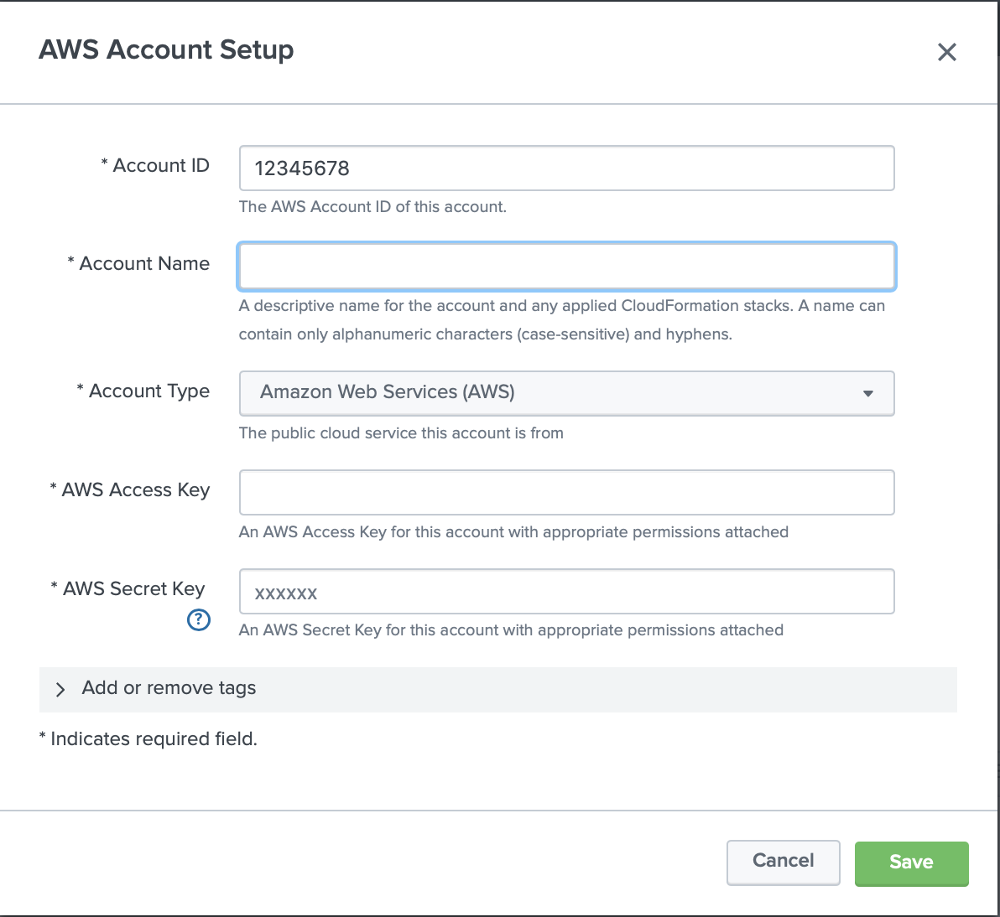 AWS Account Setup
* Account ID
12345678
The AWS Account ID of this account.
* Account Name
A descriptive name for the account and any applied CloudFormation stacks. A name can
contain only alphanumeric characters (case-sensitive) and hyphens.
* Account Type
Amazon Web Services (AWS)
The public cloud service this account is from
* AWS Access Key
An AWS Access Key for this account with appropriate permissions attached
* AWS Secret Key
?
xxxxxx
An AWS Secret Key for this account with appropriate permissions attached
Add or remove tags
* Indicates required field.
Cancel
Save